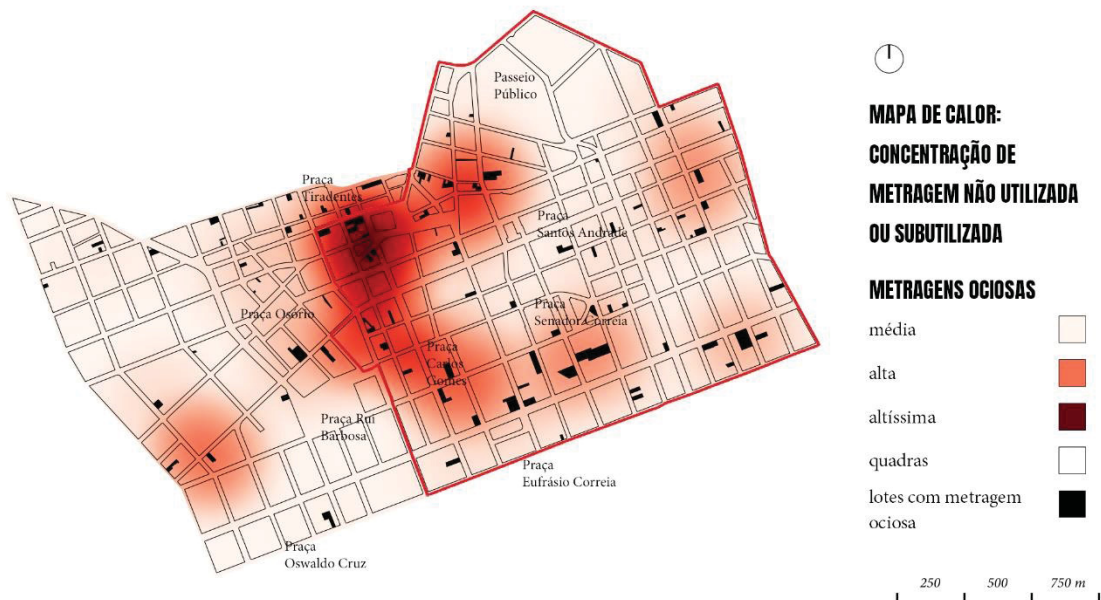 Passeio
Público
Praça
Tiradentes
Praça
Santos Andrade
Praça Osório
Praça
Senador Correia
Praça
Carlos
Gomes
Praça Rui
Barbosa
Praça
Eufrásio Correia
Praça
Oswaldo Cruz
MAPA DE CALOR:
CONCENTRAÇÃO DE
METRAGEM NÃO UTILIZADA
OU SUBUTILIZADA
METRAGENS OCIOSAS
média
alta
altíssima
quadras
lotes com metragem
ociosa
250 500 750 m